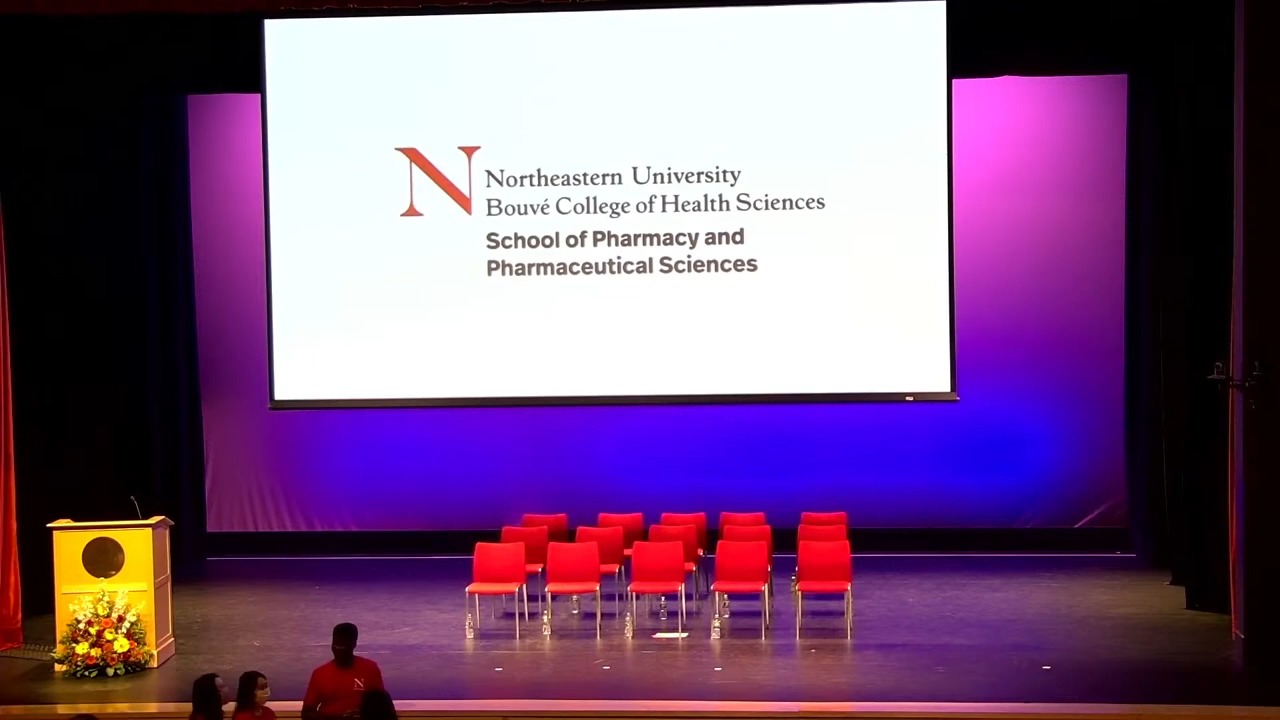 N
Northeastern University
Bouvé College of Health Sciences
School of Pharmacy and
Pharmaceutical Sciences
N